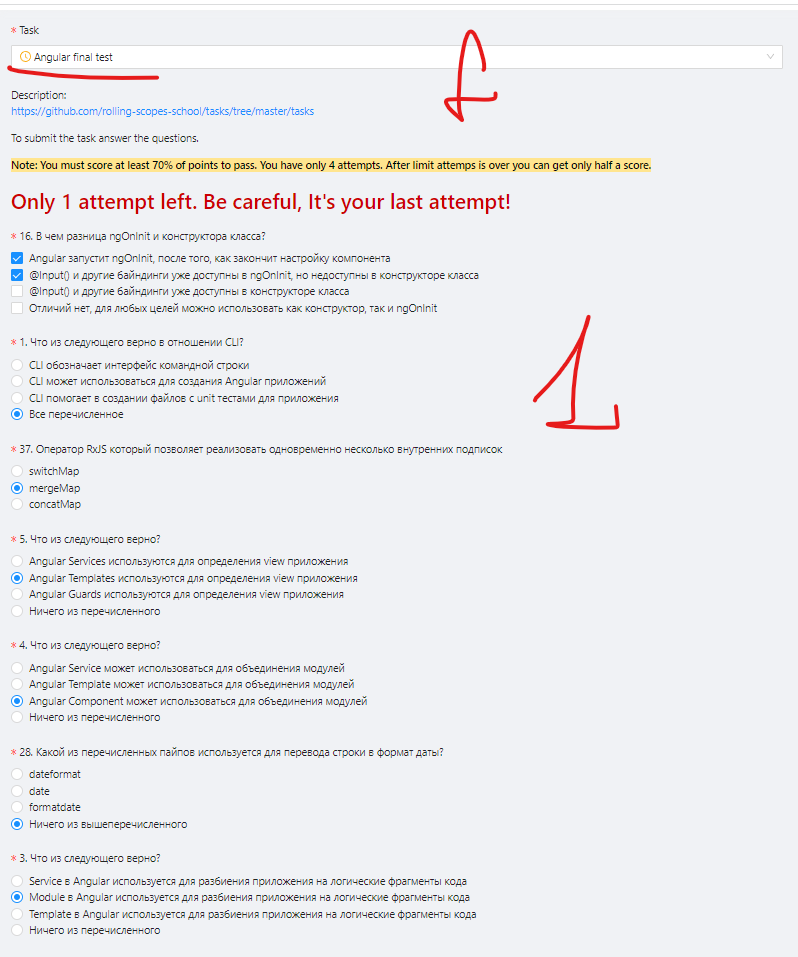 * Task
Angular final test
Description:
https://github.com/rolling-scopes-school/tasks/tree/master/tasks
To submit the task answer the questions.
Note: You must score at least 70% of points to pass. You have only 4 attempts. After limit attemps is over you can get only half a score.
Only 1 attempt left. Be careful, It's your last attempt!
* 16. В чем разница ngOnInit и конструктора класса?
Angular запустит ngOnInit, после того, как закончит настройку компонента
@Input() и другие байндинги уже доступны в ngOnInit, но недоступны в конструкторе класса
@Input() и другие байндинги уже доступны в конструкторе класса
Отличий нет, для любых целей можно использовать как конструктор, так и ngOnInit
* 1. Что из следующего верно в отношении CLI?
CLI обозначает интерфейс командной строки
CLI может использоваться для создания Angular приложений
CLI помогает в создании файлов с unit тестами для приложения
Все перечисленное
1
* 37. Оператор RxJS который позволяет реализовать одновременно несколько внутренних подписок
switchMap
mergeMap
concatMap
* 5. Что из следующего верно?
Angular Services используются для определения view приложения
Angular Templates используются для определения view приложения
Angular Guards используются для определения view приложения
Ничего из перечисленного
* 4. Что из следующего верно?
Angular Service может использоваться для объединения модулей
Angular Template может использоваться для объединения модулей
Angular Component может использоваться для объединения модулей
Ничего из перечисленного
* 28. Какой из перечисленных пайпов используется для перевода строки в формат даты?
dateformat
date
formatdate
Ничего из вышеперечисленного
* 3. Что из следующего верно?
Service в Angular используется для разбиения приложения на логические фрагменты кода
Module в Angular используется для разбиения приложения на логические фрагменты кода
Template в Angular используется для разбиения приложения на логические фрагменты кода
Ничего из перечисленного